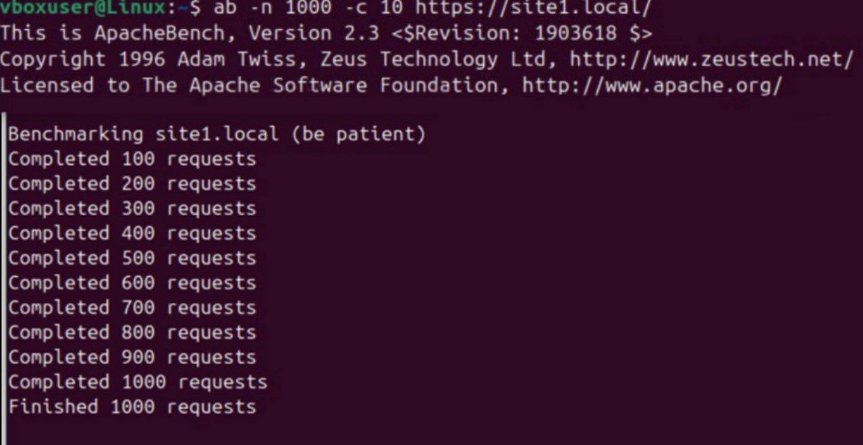 vboxuser@Linux:~$ ab -n 1000 -c 10 https://site1.local/
This is ApacheBench, Version 2.3 <$Revision: 1903618 $>
Copyright 1996 Adam Twiss, Zeus Technology Ltd, http://www.zeustech.net/
Licensed to The Apache Software Foundation, http://www.apache.org/
Benchmarking site1.local (be patient)
Completed 100 requests
Completed 200 requests
Completed 300 requests
Completed 400 requests
Completed 500 requests
Completed 600 requests
Completed 700 requests
Completed 800 requests
Completed 900 requests
Completed 1000 requests
Finished 1000 requests